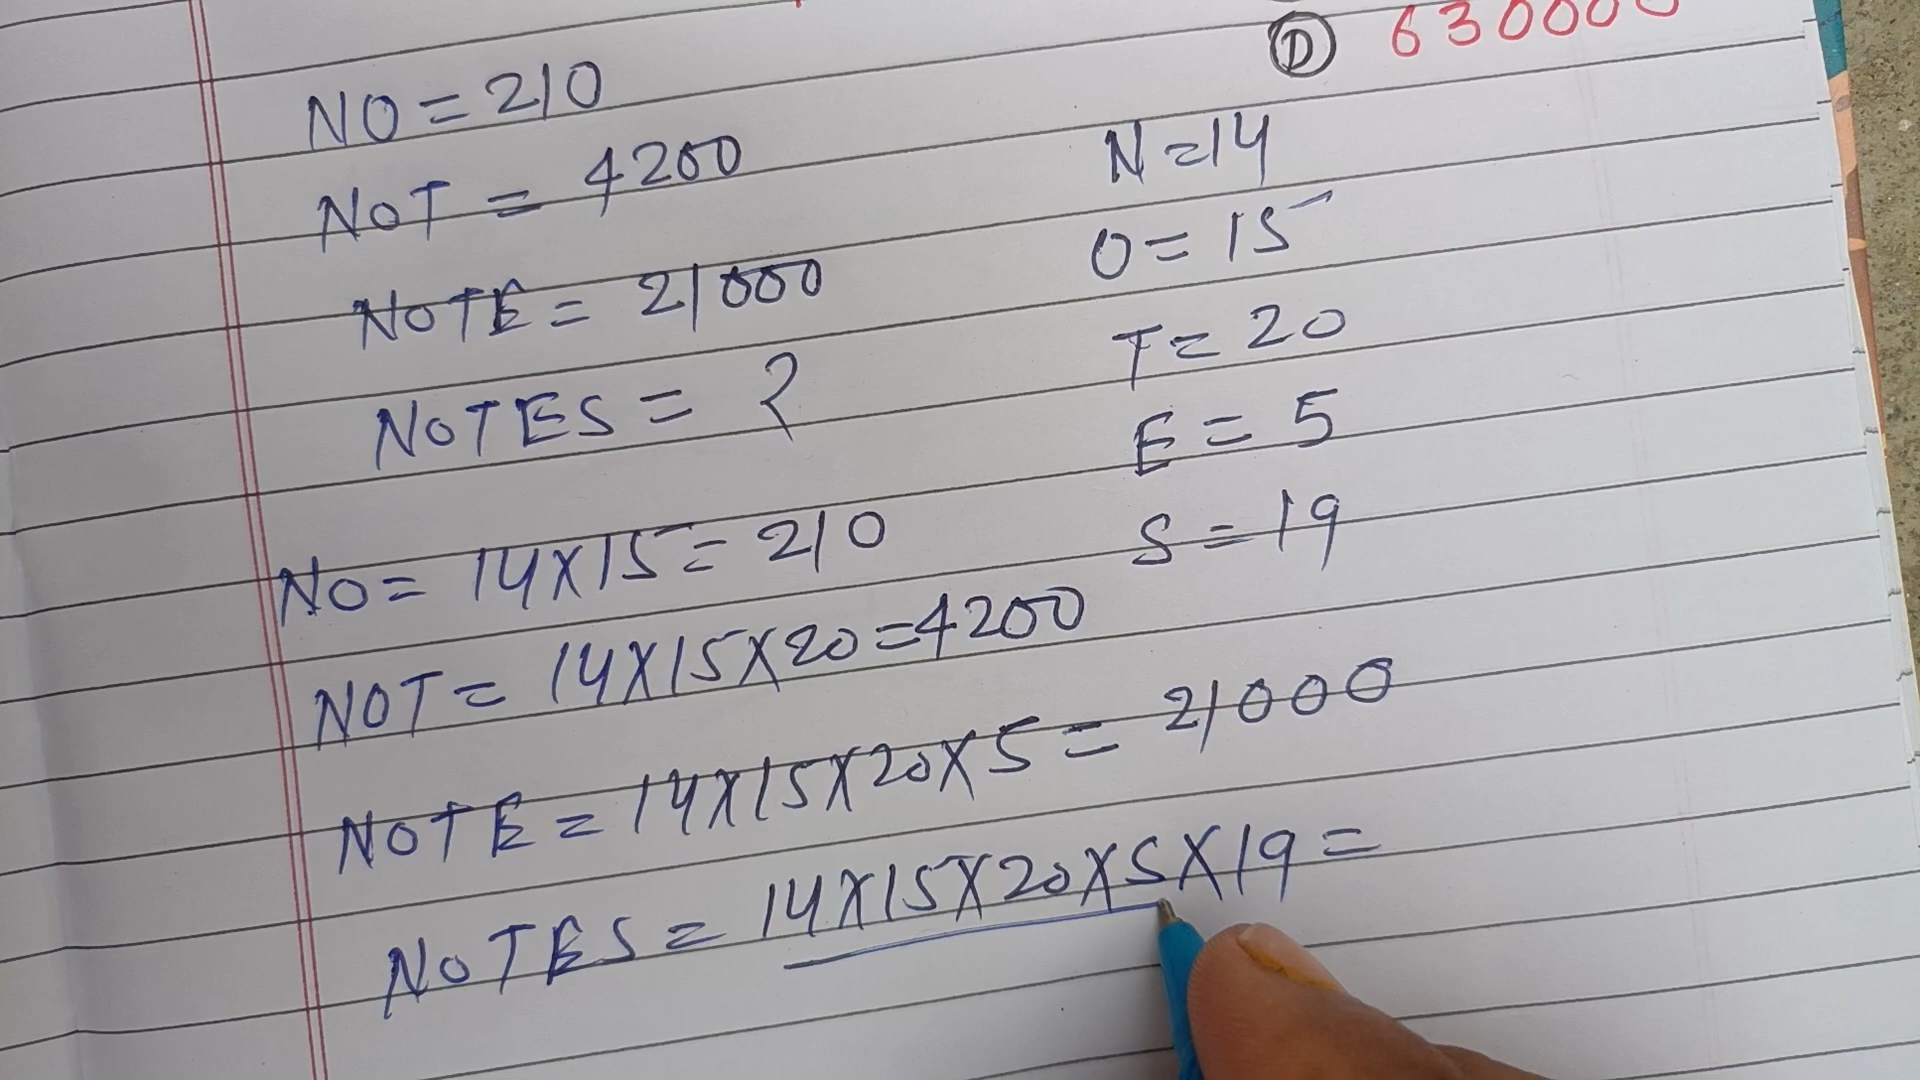 Ⓓ 630000
NO = 210
NOT = 4200
NOTE = 21000
NOTES = ?
N = 14
O = 15
T = 20
E = 5
S = 19
NO = 14X15 = 210
NOT = 14X15X20 = 4200
NOTE = 14X15X20X5 = 21000
NOTES = 14X15X20X5X19 =